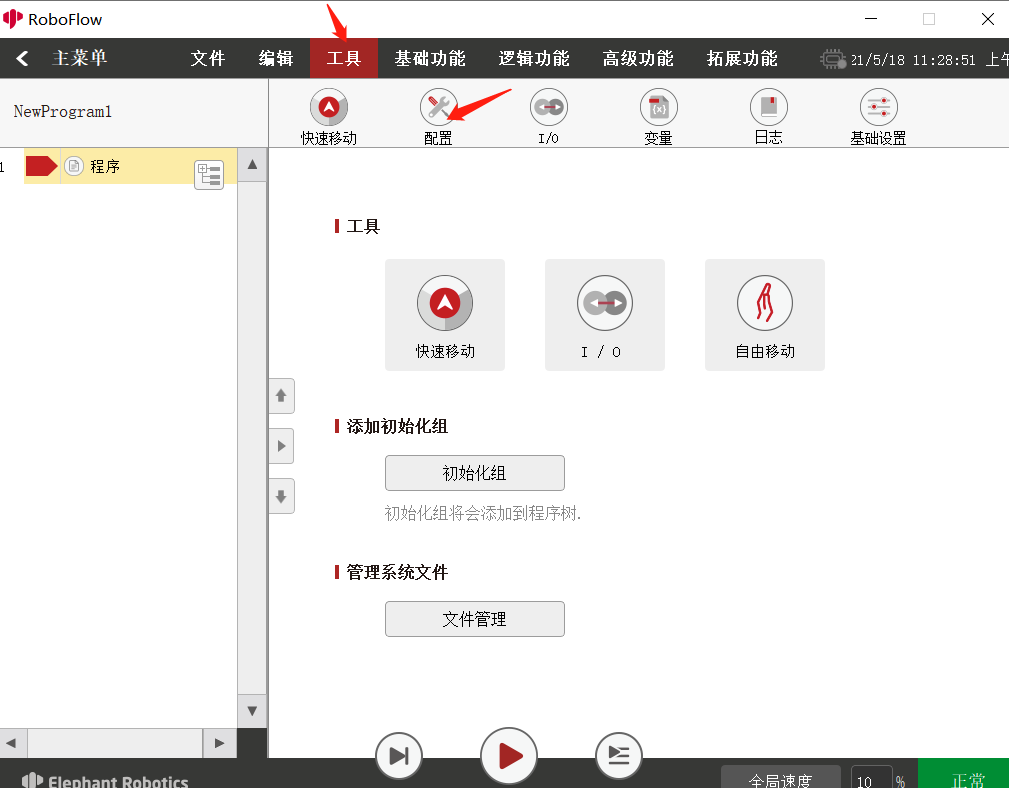 RoboFlow
主菜单 文件 编辑 工具 基础功能 逻辑功能 高级功能 拓展功能 21/5/18 11:28:51 上午
NewProgram1
快速移动 配置 I/O 变量 日志 基础设置
1 程序
工具
快速移动 I / O 自由移动
添加初始化组
初始化组
初始化组将会添加到程序树.
管理系统文件
文件管理
Elephant Robotics 全局速度 10 % 正常